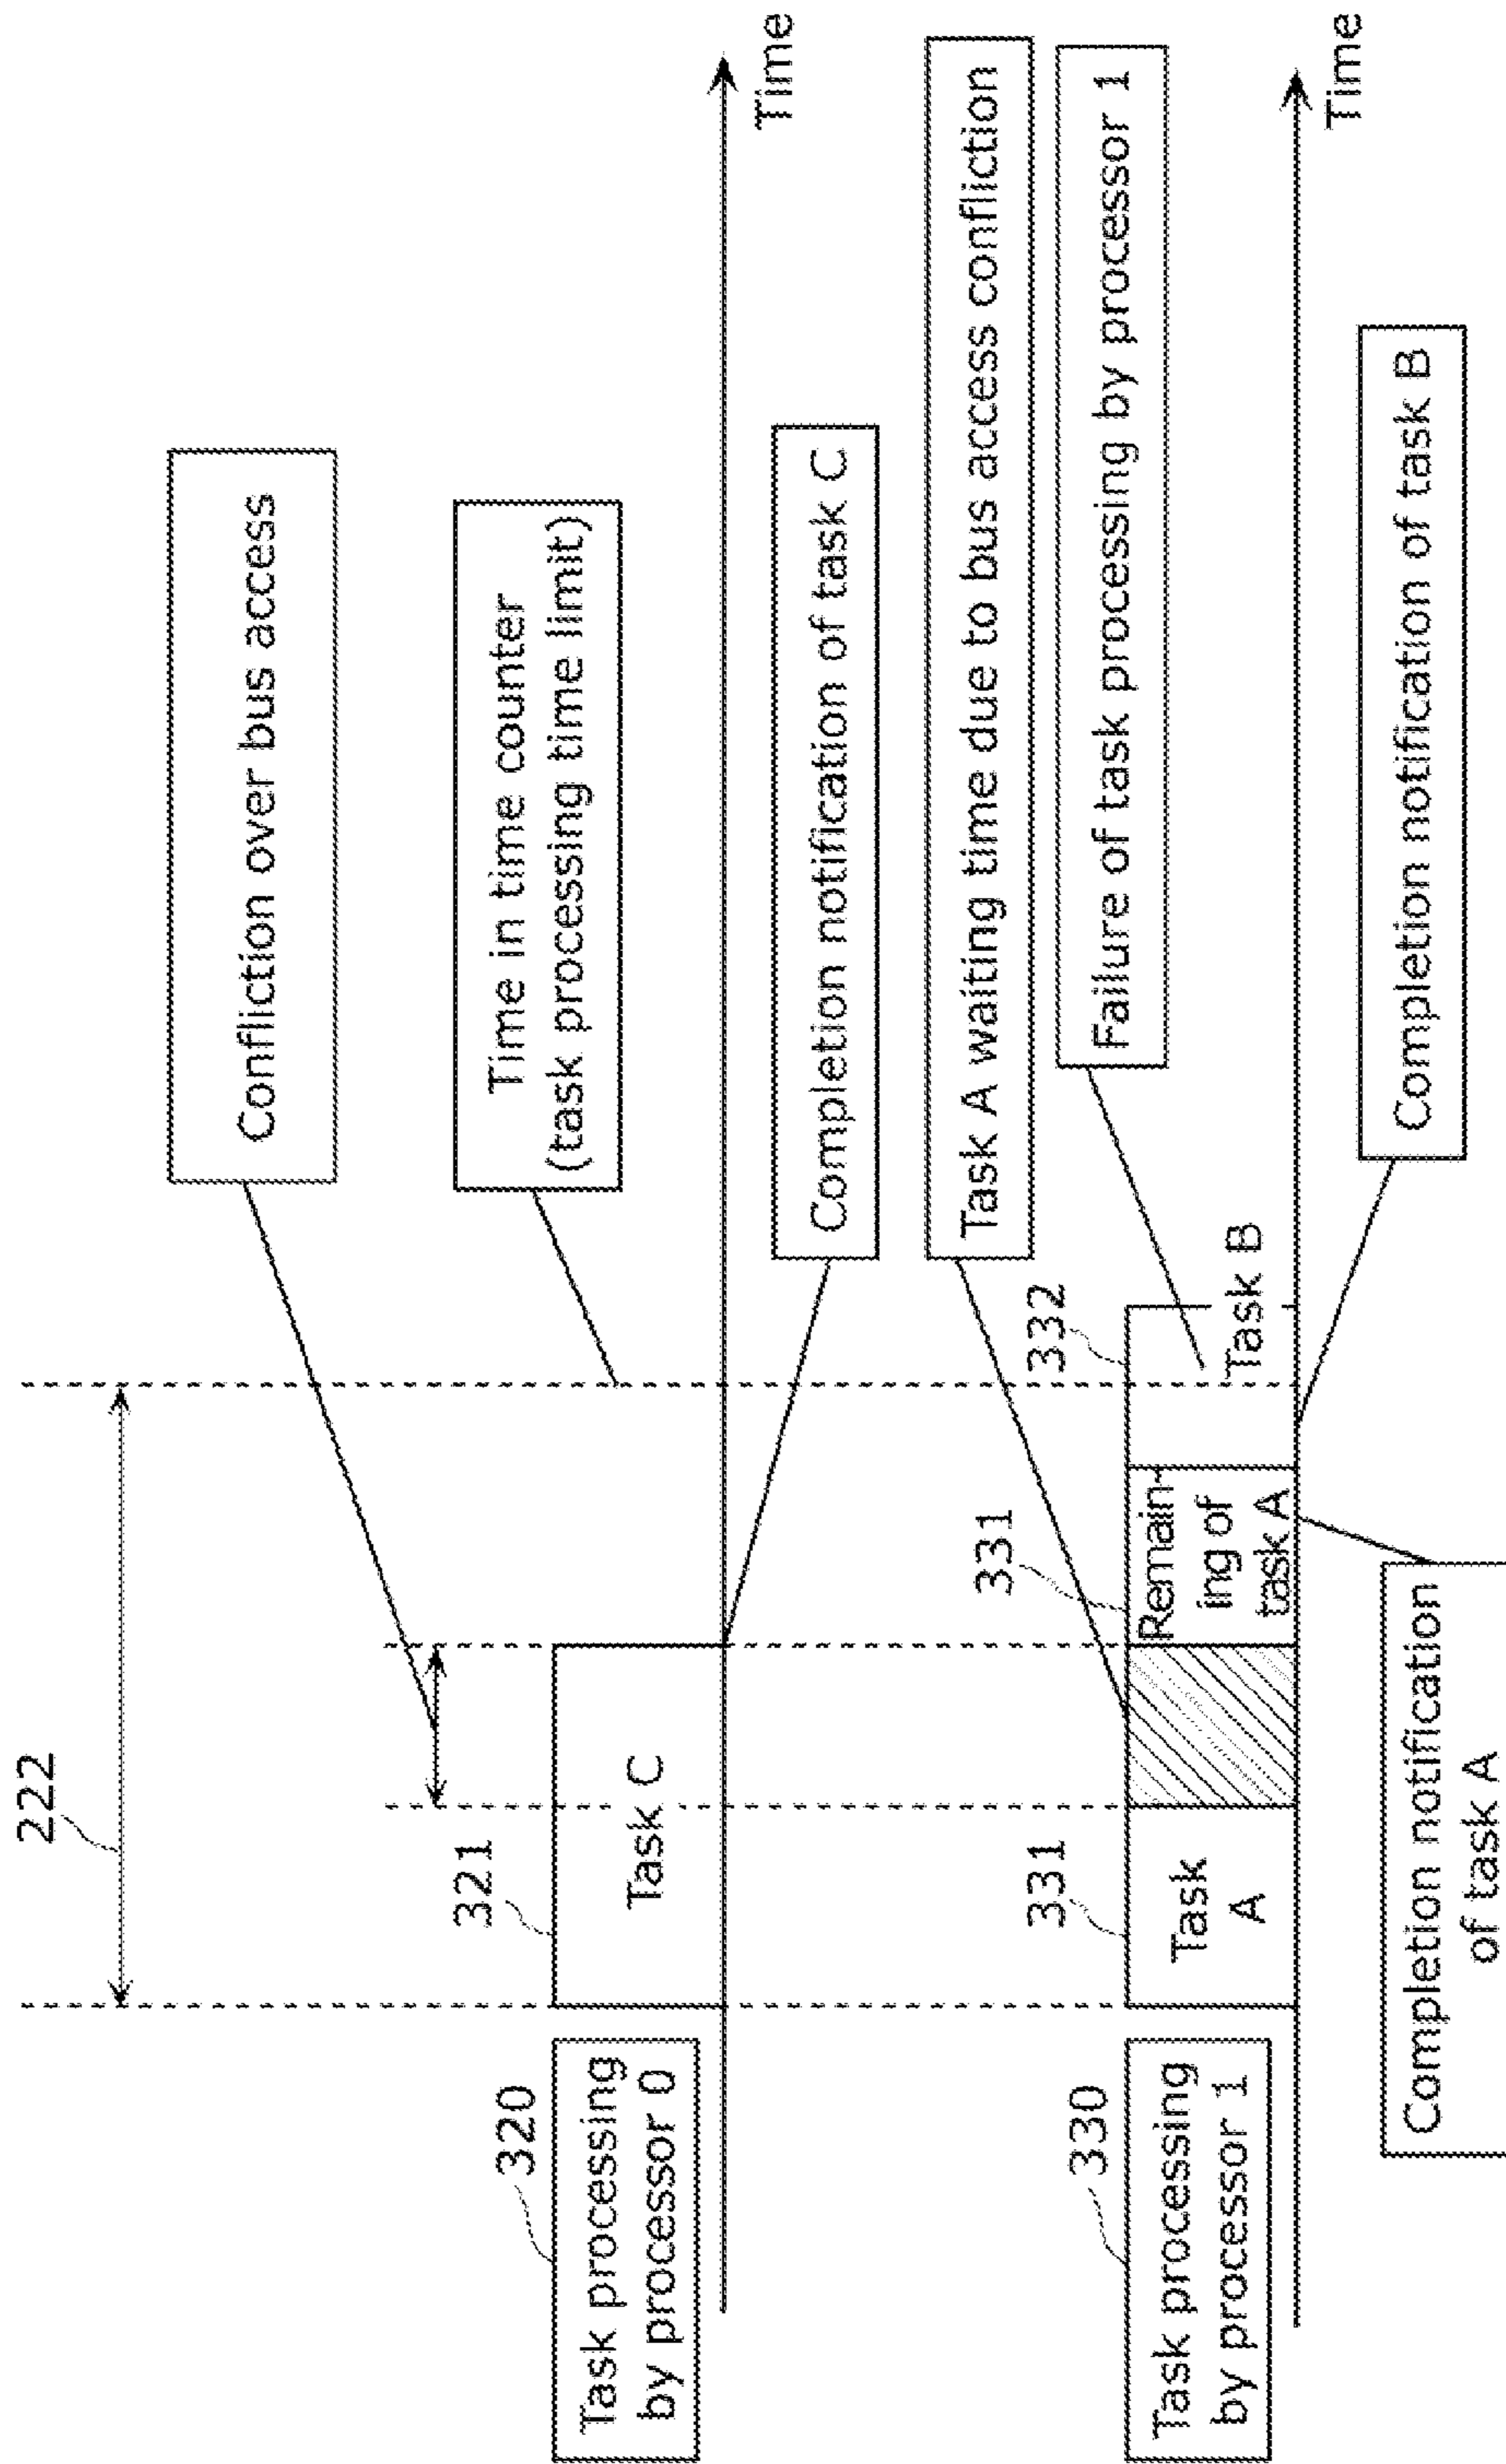 222
Confliction over bus access
Time in time counter
(task processing time limit)
320
321
Task processing
by processor 0
Task C
Time
Completion notification of task C
Task A waiting time due to bus access confliction
Failure of task processing by processor 1
330
331
331
332
Task processing
by processor 1
Task
A
Remain-
ing of
task A
Task B
Time
Completion notification
of task A
Completion notification of task B